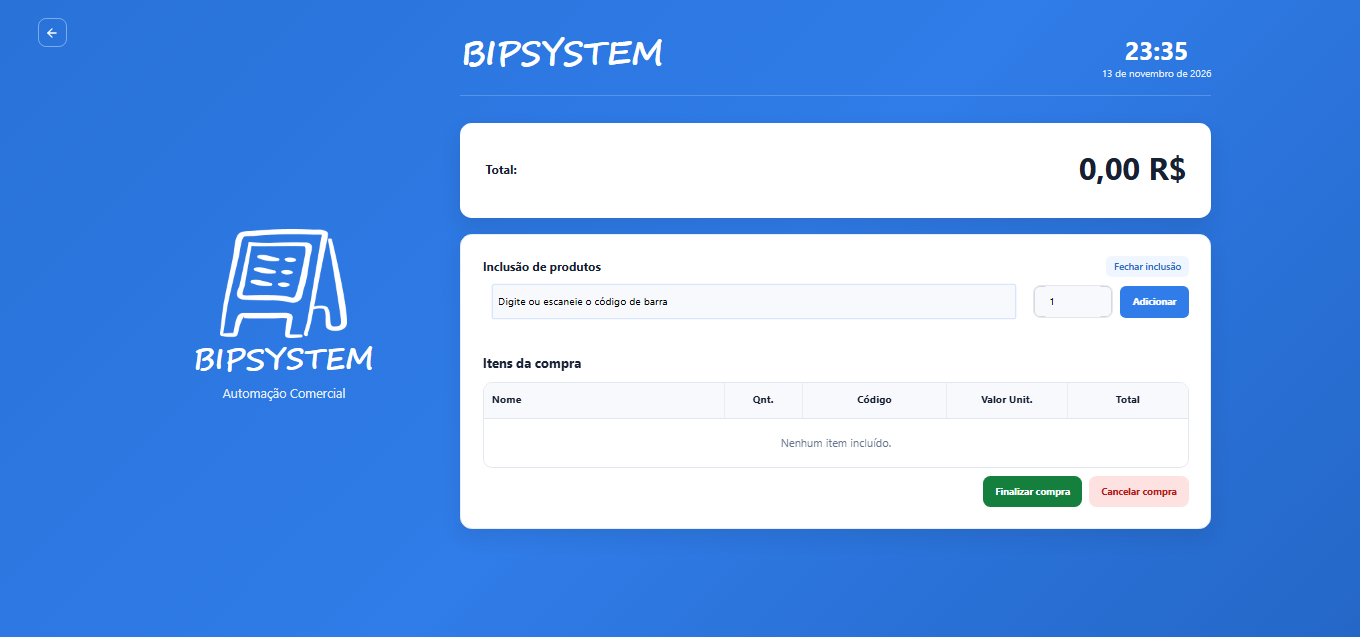 BIPSYSTEM
23:35
13 de novembro de 2026
Total:
0,00 R$
BIPSYSTEM
Automação Comercial
Inclusão de produtos
Fechar inclusão
Digite ou escaneie o código de barra
1
Adicionar
Itens da compra
Nome Qnt. Código Valor Unit. Total
Nenhum item incluído.
Finalizar compra
Cancelar compra